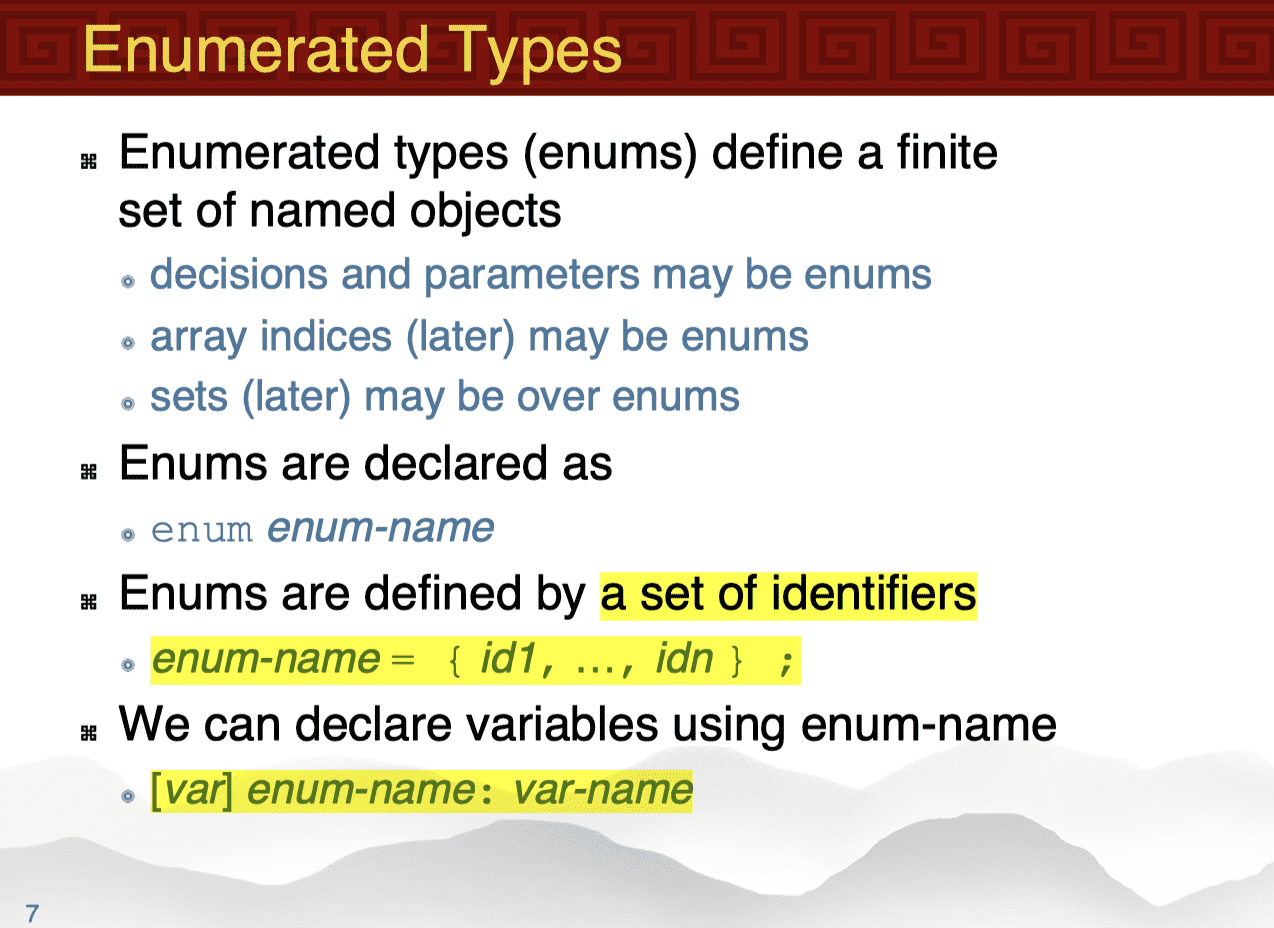 Enumerated Types
⌘ Enumerated types (enums) define a finite
set of named objects
decisions and parameters may be enums
array indices (later) may be enums
sets (later) may be over enums
⌘ Enums are declared as
enum enum-name
⌘ Enums are defined by a set of identifiers
enum-name = { id1, …, idn } ;
⌘ We can declare variables using enum-name
[var] enum-name: var-name
7